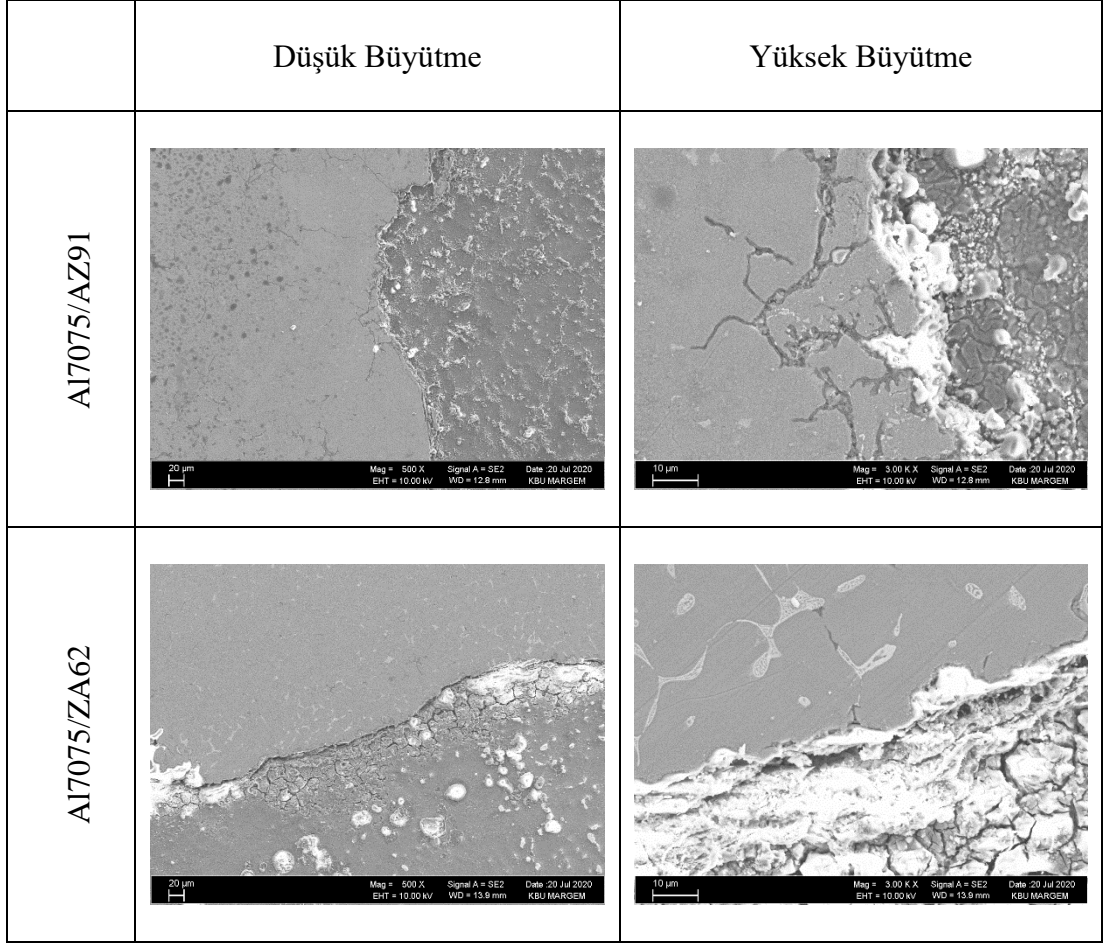 Düşük Büyütme
Yüksek Büyütme
Al7075/AZ91
20 µm
Mag = 500 X
Signal A = SE2
Date :20 Jul 2020
EHT = 10.00 kV
WD = 12.8 mm
KBU MARGEM
10 µm
Mag = 3.00 K X
Signal A = SE2
Date :20 Jul 2020
EHT = 10.00 kV
WD = 12.8 mm
KBU MARGEM
Al7075/ZA62
20 µm
Mag = 500 X
Signal A = SE2
Date :20 Jul 2020
EHT = 10.00 kV
WD = 13.9 mm
KBU MARGEM
10 µm
Mag = 3.00 K X
Signal A = SE2
Date :20 Jul 2020
EHT = 10.00 kV
WD = 13.9 mm
KBU MARGEM